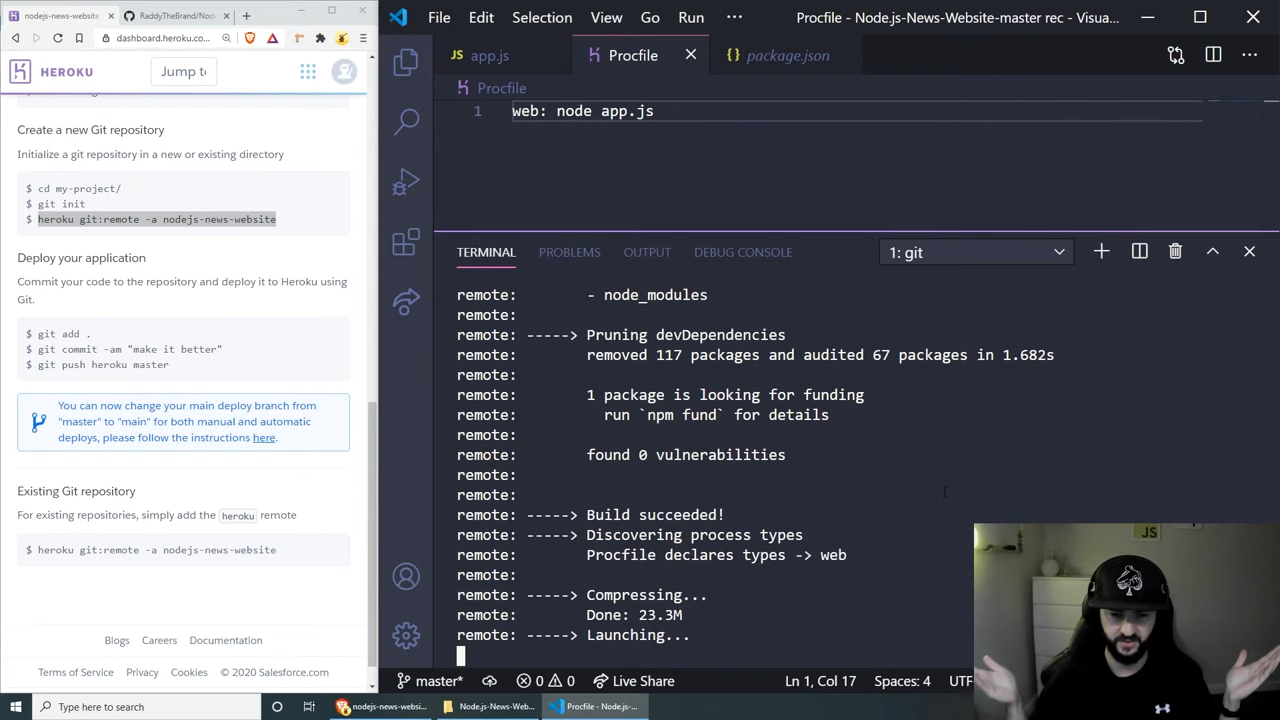 nodejs-news-website
RaddyTheBrand/Nod
dashboard.heroku.co...
HEROKU
Jump to
Create a new Git repository
Initialize a git repository in a new or existing directory
$ cd my-project/
$ git init
$ heroku git:remote -a nodejs-news-website
Deploy your application
Commit your code to the repository and deploy it to Heroku using
Git.
$ git add .
$ git commit -am "make it better"
$ git push heroku master
You can now change your main deploy branch from
"master" to "main" for both manual and automatic
deploys, please follow the instructions here.
Existing Git repository
For existing repositories, simply add the heroku remote
$ heroku git:remote -a nodejs-news-website
Blogs Careers Documentation
Terms of Service Privacy Cookies © 2020 Salesforce.com
File Edit Selection View Go Run ··· Procfile - Node.js-News-Website-master rec - Visua...
JS app.js Procfile {} package.json
Procfile
1 web: node app.js
TERMINAL PROBLEMS OUTPUT DEBUG CONSOLE 1: git
remote: - node_modules
remote:
remote: -----> Pruning devDependencies
remote: removed 117 packages and audited 67 packages in 1.682s
remote:
remote: 1 package is looking for funding
remote: run `npm fund` for details
remote:
remote: found 0 vulnerabilities
remote:
remote:
remote: -----> Build succeeded!
remote: -----> Discovering process types
remote: Procfile declares types -> web
remote:
remote: -----> Compressing...
remote: Done: 23.3M
remote: -----> Launching...
JS
master* 0 0 Live Share Ln 1, Col 17 Spaces: 4 UTF
Type here to search
nodejs-news-websi...
Node.js-News-Web...
Procfile - Node.js-...